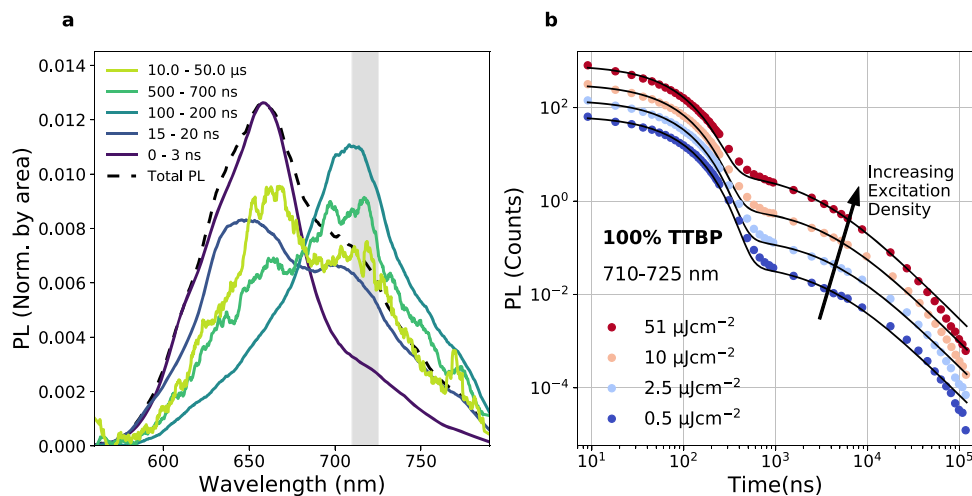 a
PL (Norm. by area)
0.014
0.012
0.010
0.008
0.006
0.004
0.002
0.000
10.0 - 50.0 µs
500 - 700 ns
100 - 200 ns
15 - 20 ns
0 - 3 ns
Total PL
600
650
700
750
Wavelength (nm)
b
PL (Counts)
10²
10⁰
10⁻²
10⁻⁴
Increasing
Excitation
Density
100% TTBP
710-725 nm
51 µJcm⁻²
10 µJcm⁻²
2.5 µJcm⁻²
0.5 µJcm⁻²
10¹
10²
10³
10⁴
10⁵
Time(ns)